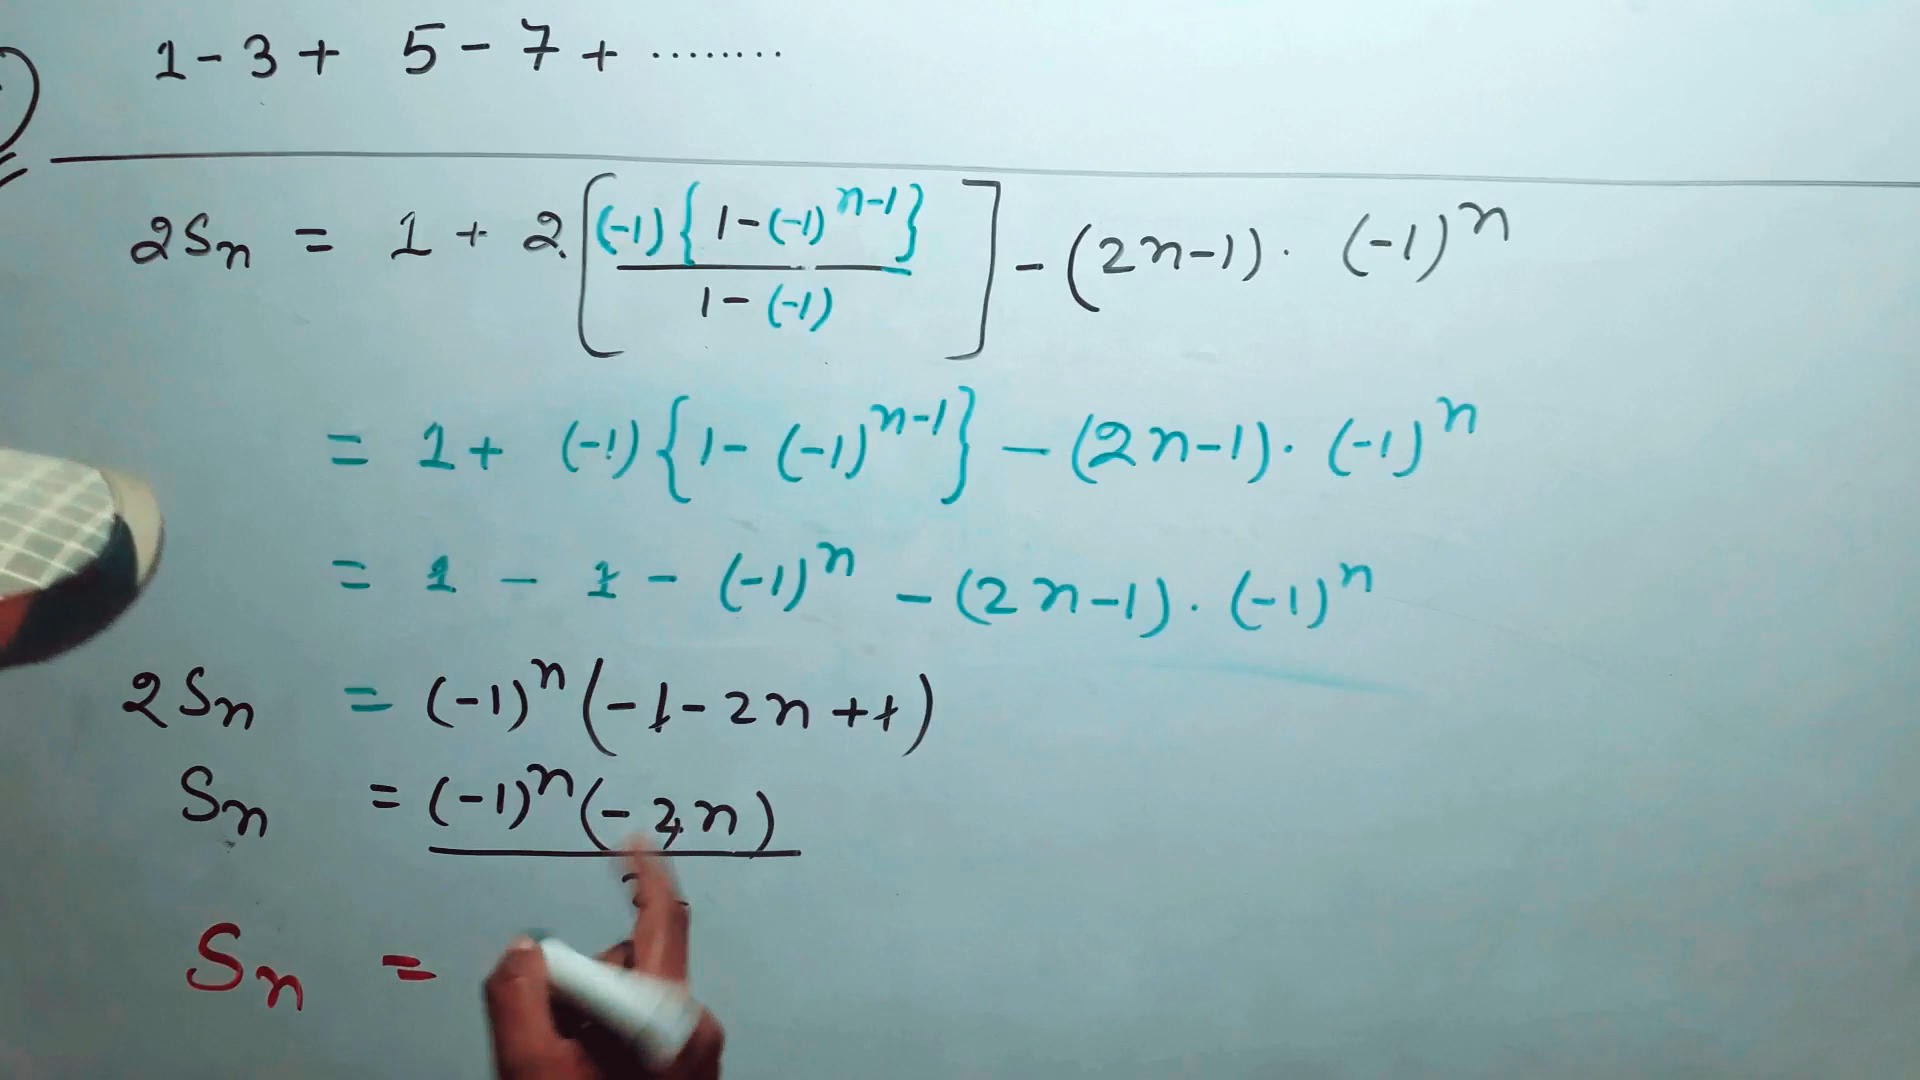 1 - 3 + 5 - 7 + ........
2Sn = 1 + 2.[(-1){1-(-1)^{n-1}} / 1-(-1)] - (2n-1). (-1)^n
= 1 + (-1){1-(-1)^{n-1}} - (2n-1). (-1)^n
= 1 - 1 - (-1)^n - (2n-1). (-1)^n
2Sn = (-1)^n (-1-2n+1)
Sn = (-1)^n (-2n)
Sn =